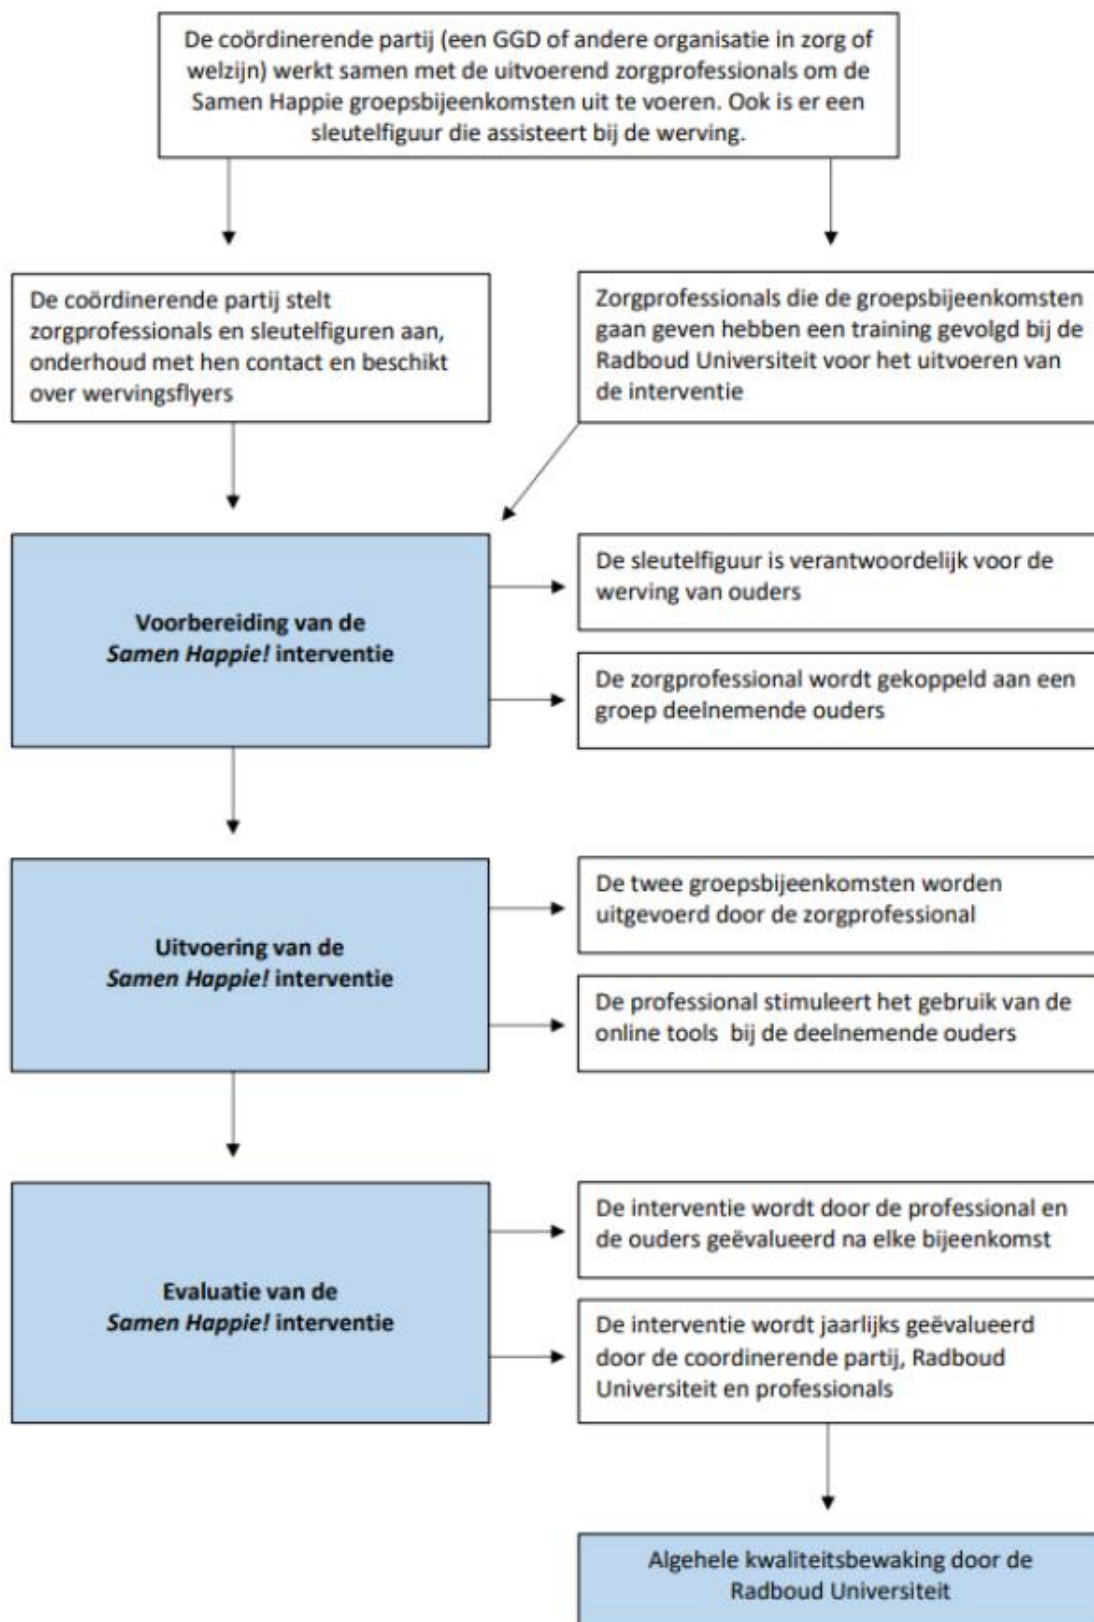 De coördinerende partij (een GGD of andere organisatie in zorg of
welzijn) werkt samen met de uitvoerend zorgprofessionals om de
Samen Happie groepsbijeenkomsten uit te voeren. Ook is er een
sleutelfiguur die assisteert bij de werving.
De coördinerende partij stelt
zorgprofessionals en sleutelfiguren aan,
onderhoud met hen contact en beschikt
over wervingsflyers
Zorgprofessionals die de groepsbijeenkomsten
gaan geven hebben een training gevolgd bij de
Radboud Universiteit voor het uitvoeren van
de interventie
Voorbereiding van de
Samen Happie! interventie
De sleutelfiguur is verantwoordelijk voor de
werving van ouders
De zorgprofessional wordt gekoppeld aan een
groep deelnemende ouders
Uitvoering van de
Samen Happie! interventie
De twee groepsbijeenkomsten worden
uitgevoerd door de zorgprofessional
De professional stimuleert het gebruik van de
online tools bij de deelnemende ouders
Evaluatie van de
Samen Happie! interventie
De interventie wordt door de professional en
de ouders geëvalueerd na elke bijeenkomst
De interventie wordt jaarlijks geëvalueerd
door de coordinerende partij, Radboud
Universiteit en professionals
Algehele kwaliteitsbewaking door de
Radboud Universiteit